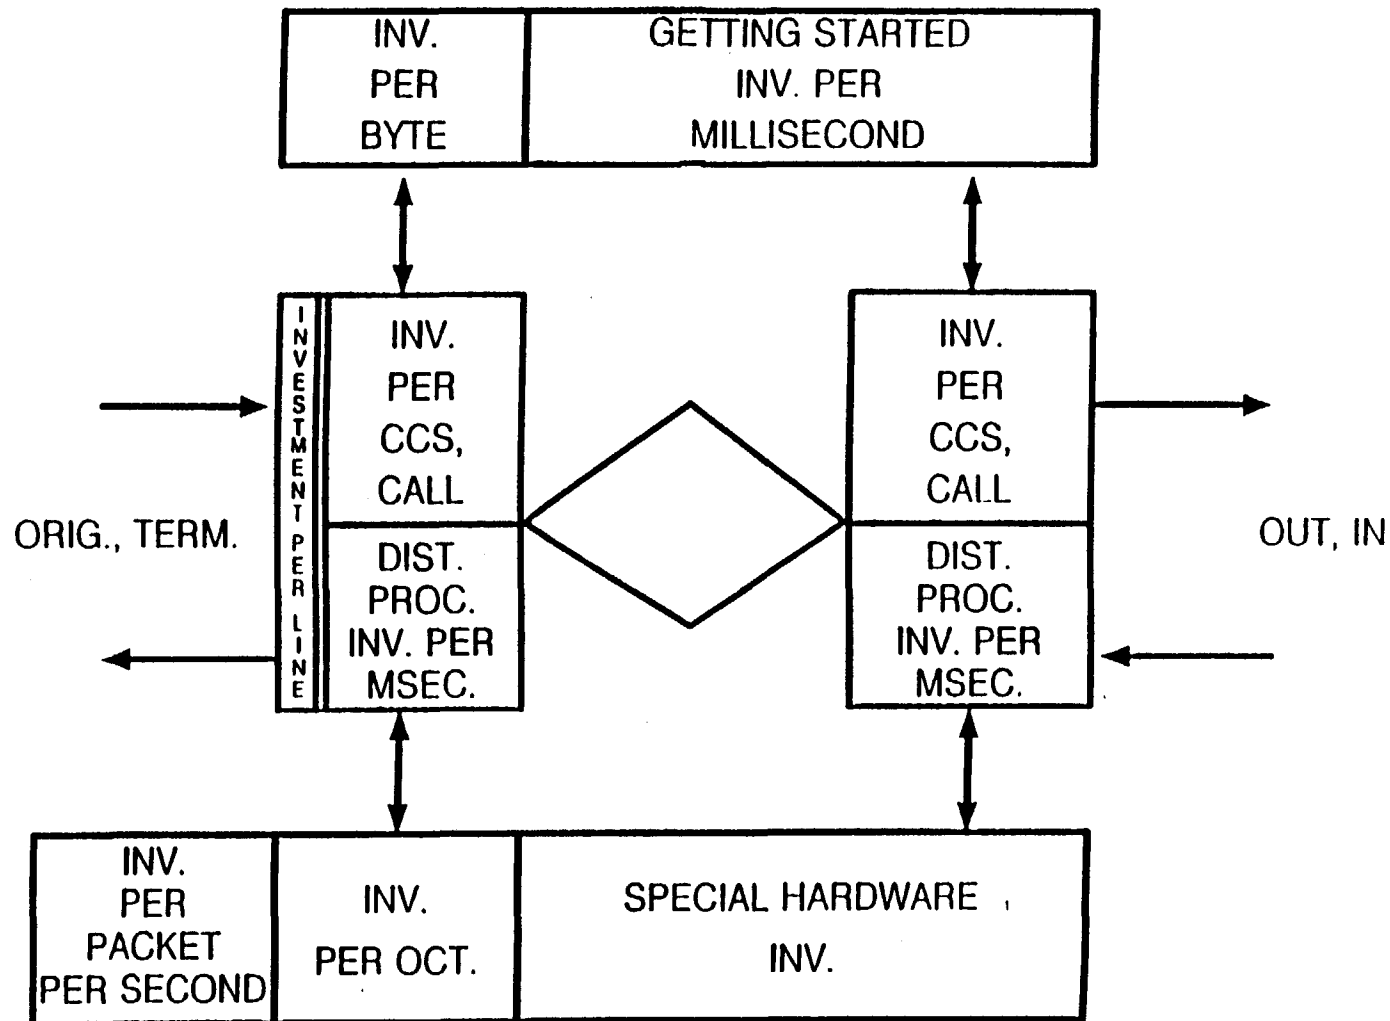 INV.
PER
BYTE
GETTING STARTED
INV. PER
MILLISECOND
INVESTMENT PER LINE
INV.
PER
CCS,
CALL
DIST.
PROC.
INV. PER
MSEC.
INV.
PER
CCS,
CALL
DIST.
PROC.
INV. PER
MSEC.
ORIG., TERM.
OUT, IN
INV.
PER
PACKET
PER SECOND
INV.
PER OCT.
SPECIAL HARDWARE
INV.